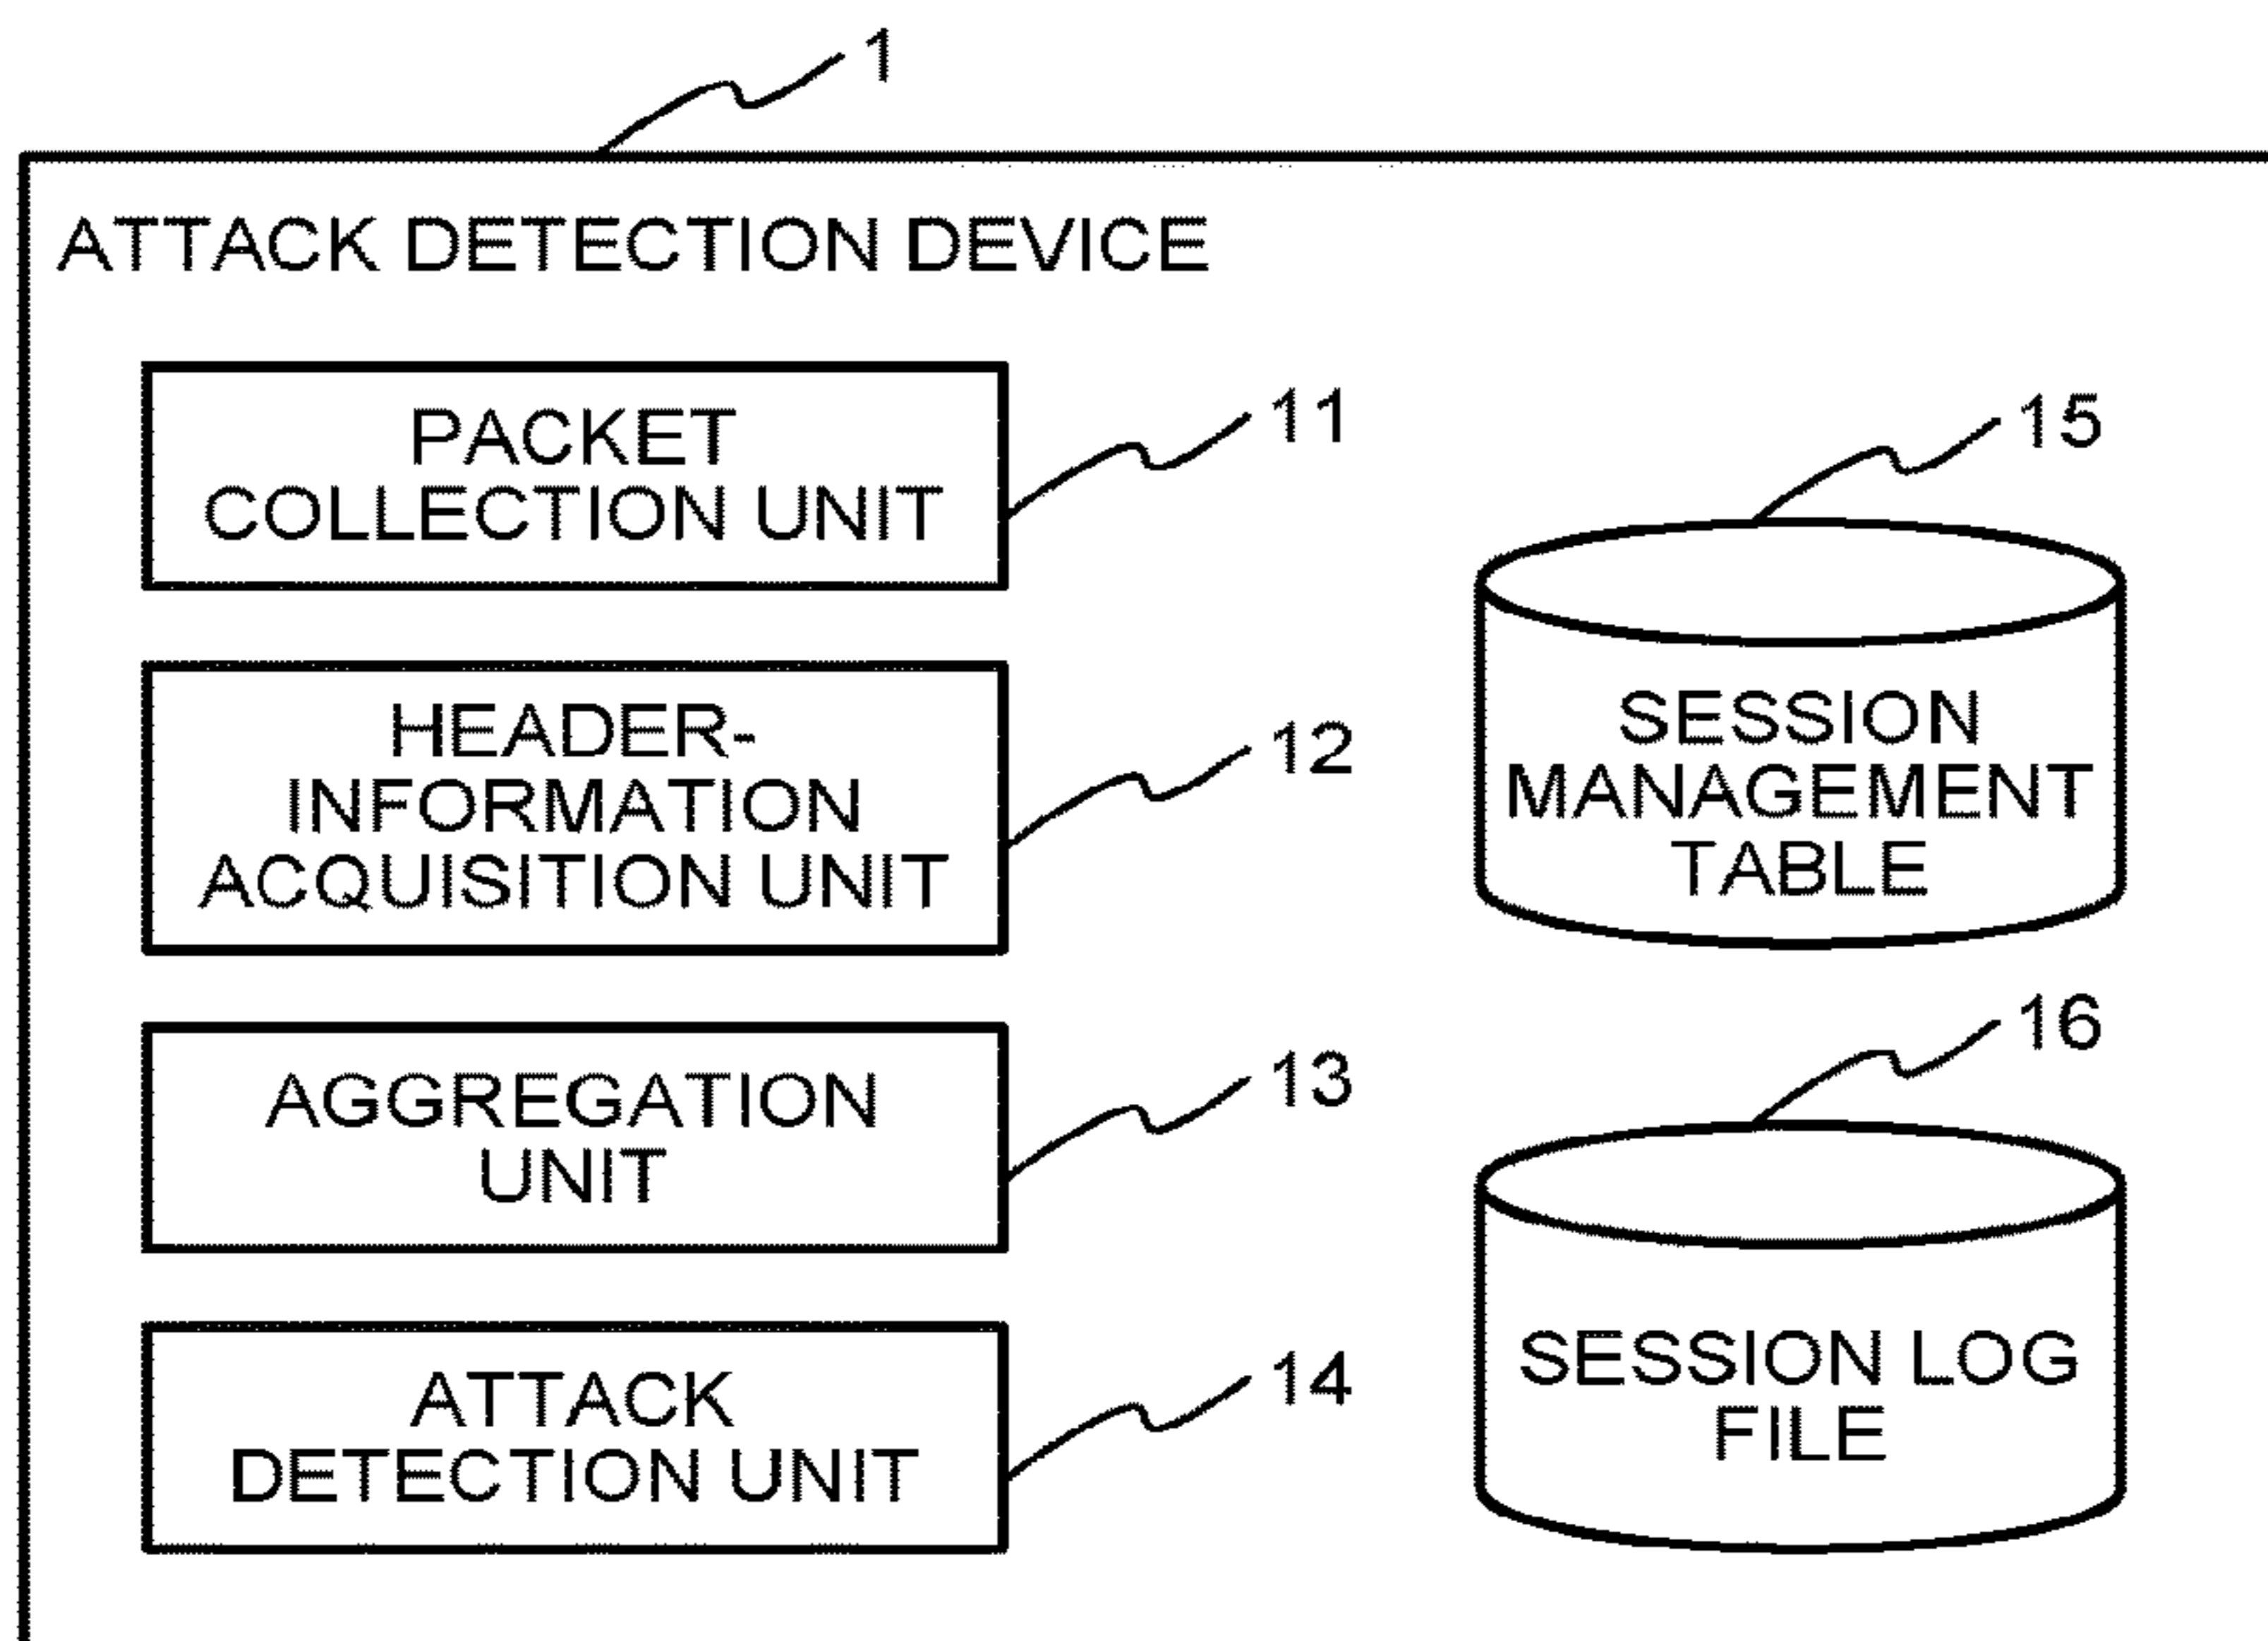 1
ATTACK DETECTION DEVICE
PACKET
COLLECTION UNIT
11
HEADER-
INFORMATION
ACQUISITION UNIT
12
AGGREGATION
UNIT
13
ATTACK
DETECTION UNIT
14
15
SESSION
MANAGEMENT
TABLE
16
SESSION LOG
FILE